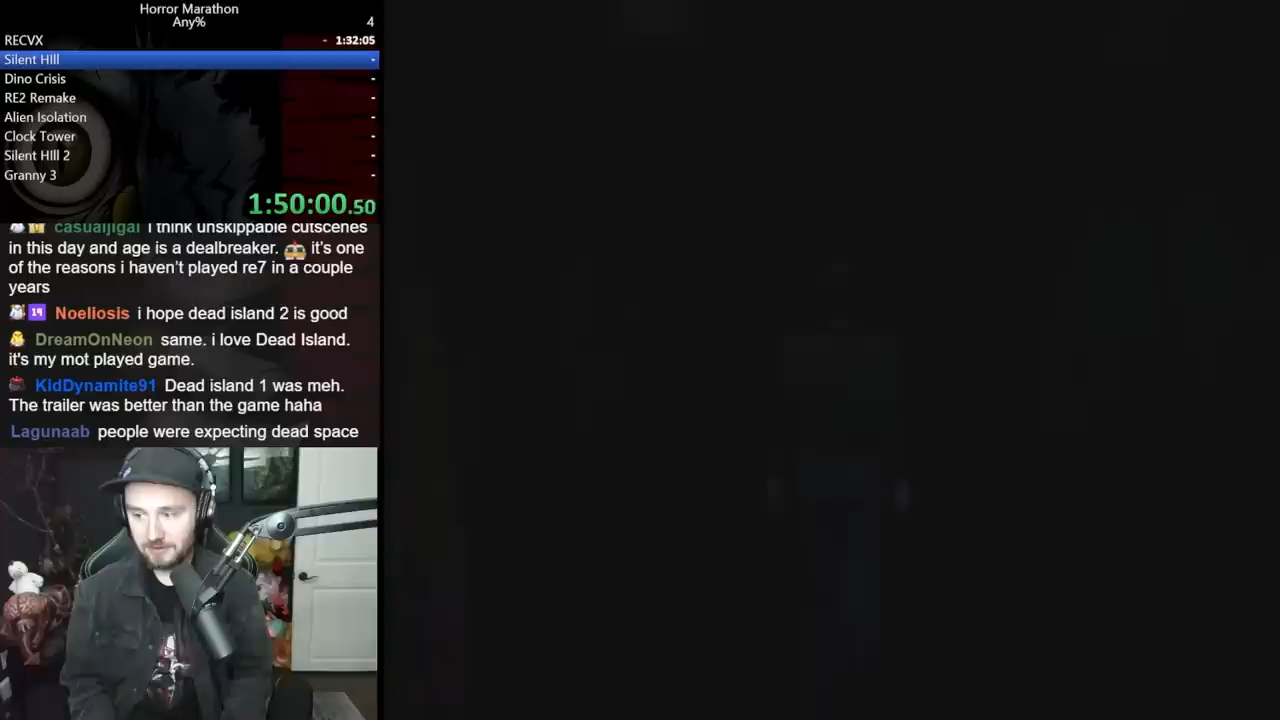 Horror Marathon
Any%
4
RECVX - 1:32:05
Silent HIll -
Dino Crisis -
RE2 Remake -
Alien Isolation -
Clock Tower -
Silent HIll 2 -
Granny 3 -
1:50:00.50
casualjigal i think unskippable cutscenes
in this day and age is a dealbreaker. it's one
of the reasons i haven't played re7 in a couple
years
19 Noeliosis i hope dead island 2 is good
DreamOnNeon same. i love Dead Island.
it's my mot played game.
KidDynamite91 Dead island 1 was meh.
The trailer was better than the game haha
Lagunaab people were expecting dead space